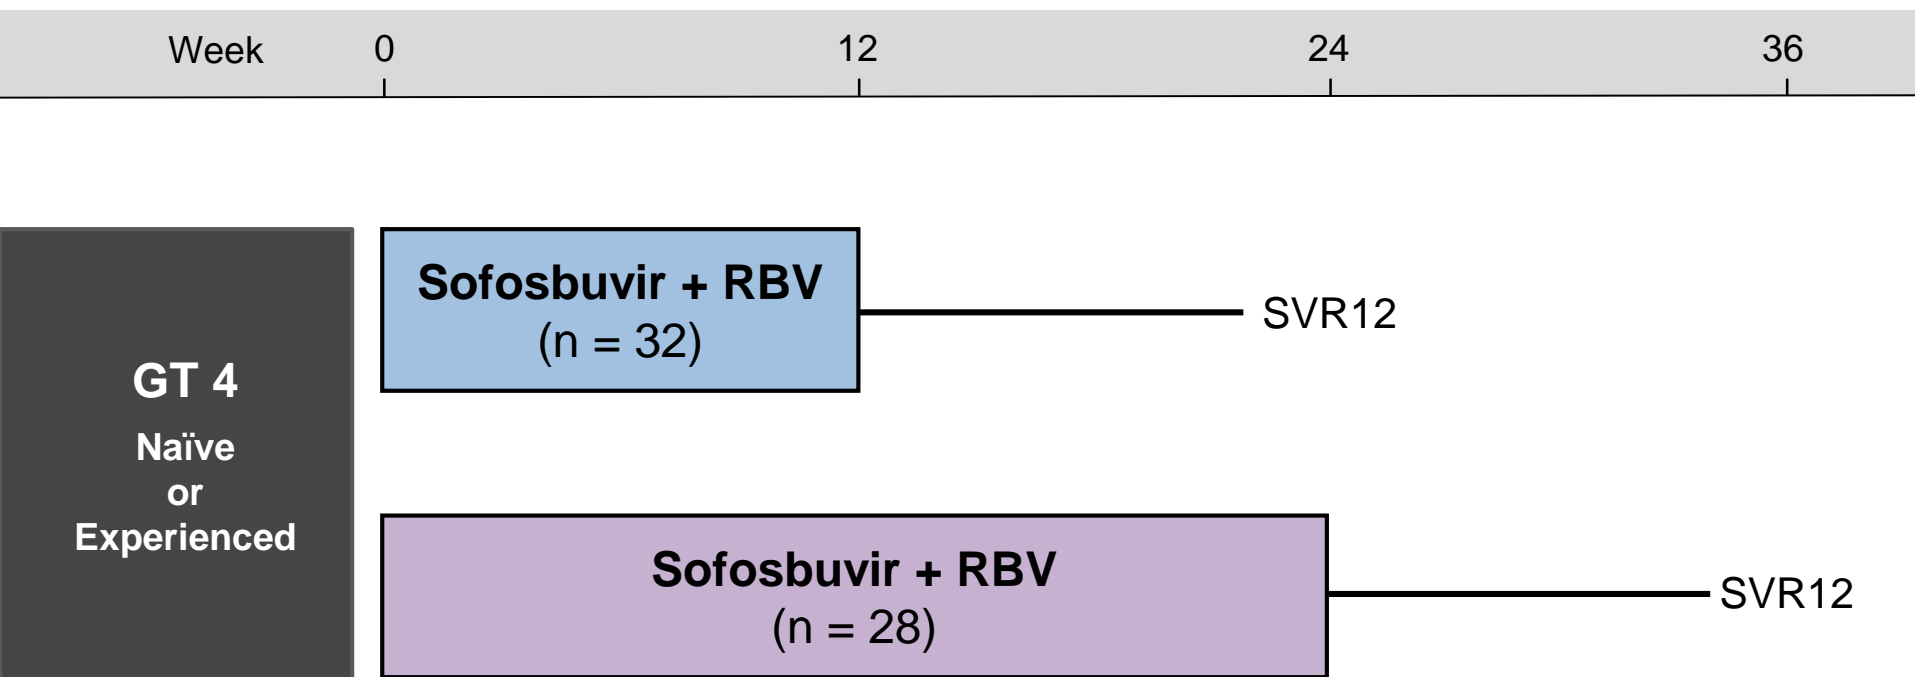 Week 0 12 24 36
GT 4
Naïve
or
Experienced
Sofosbuvir + RBV
(n = 32)
SVR12
Sofosbuvir + RBV
(n = 28)
SVR12